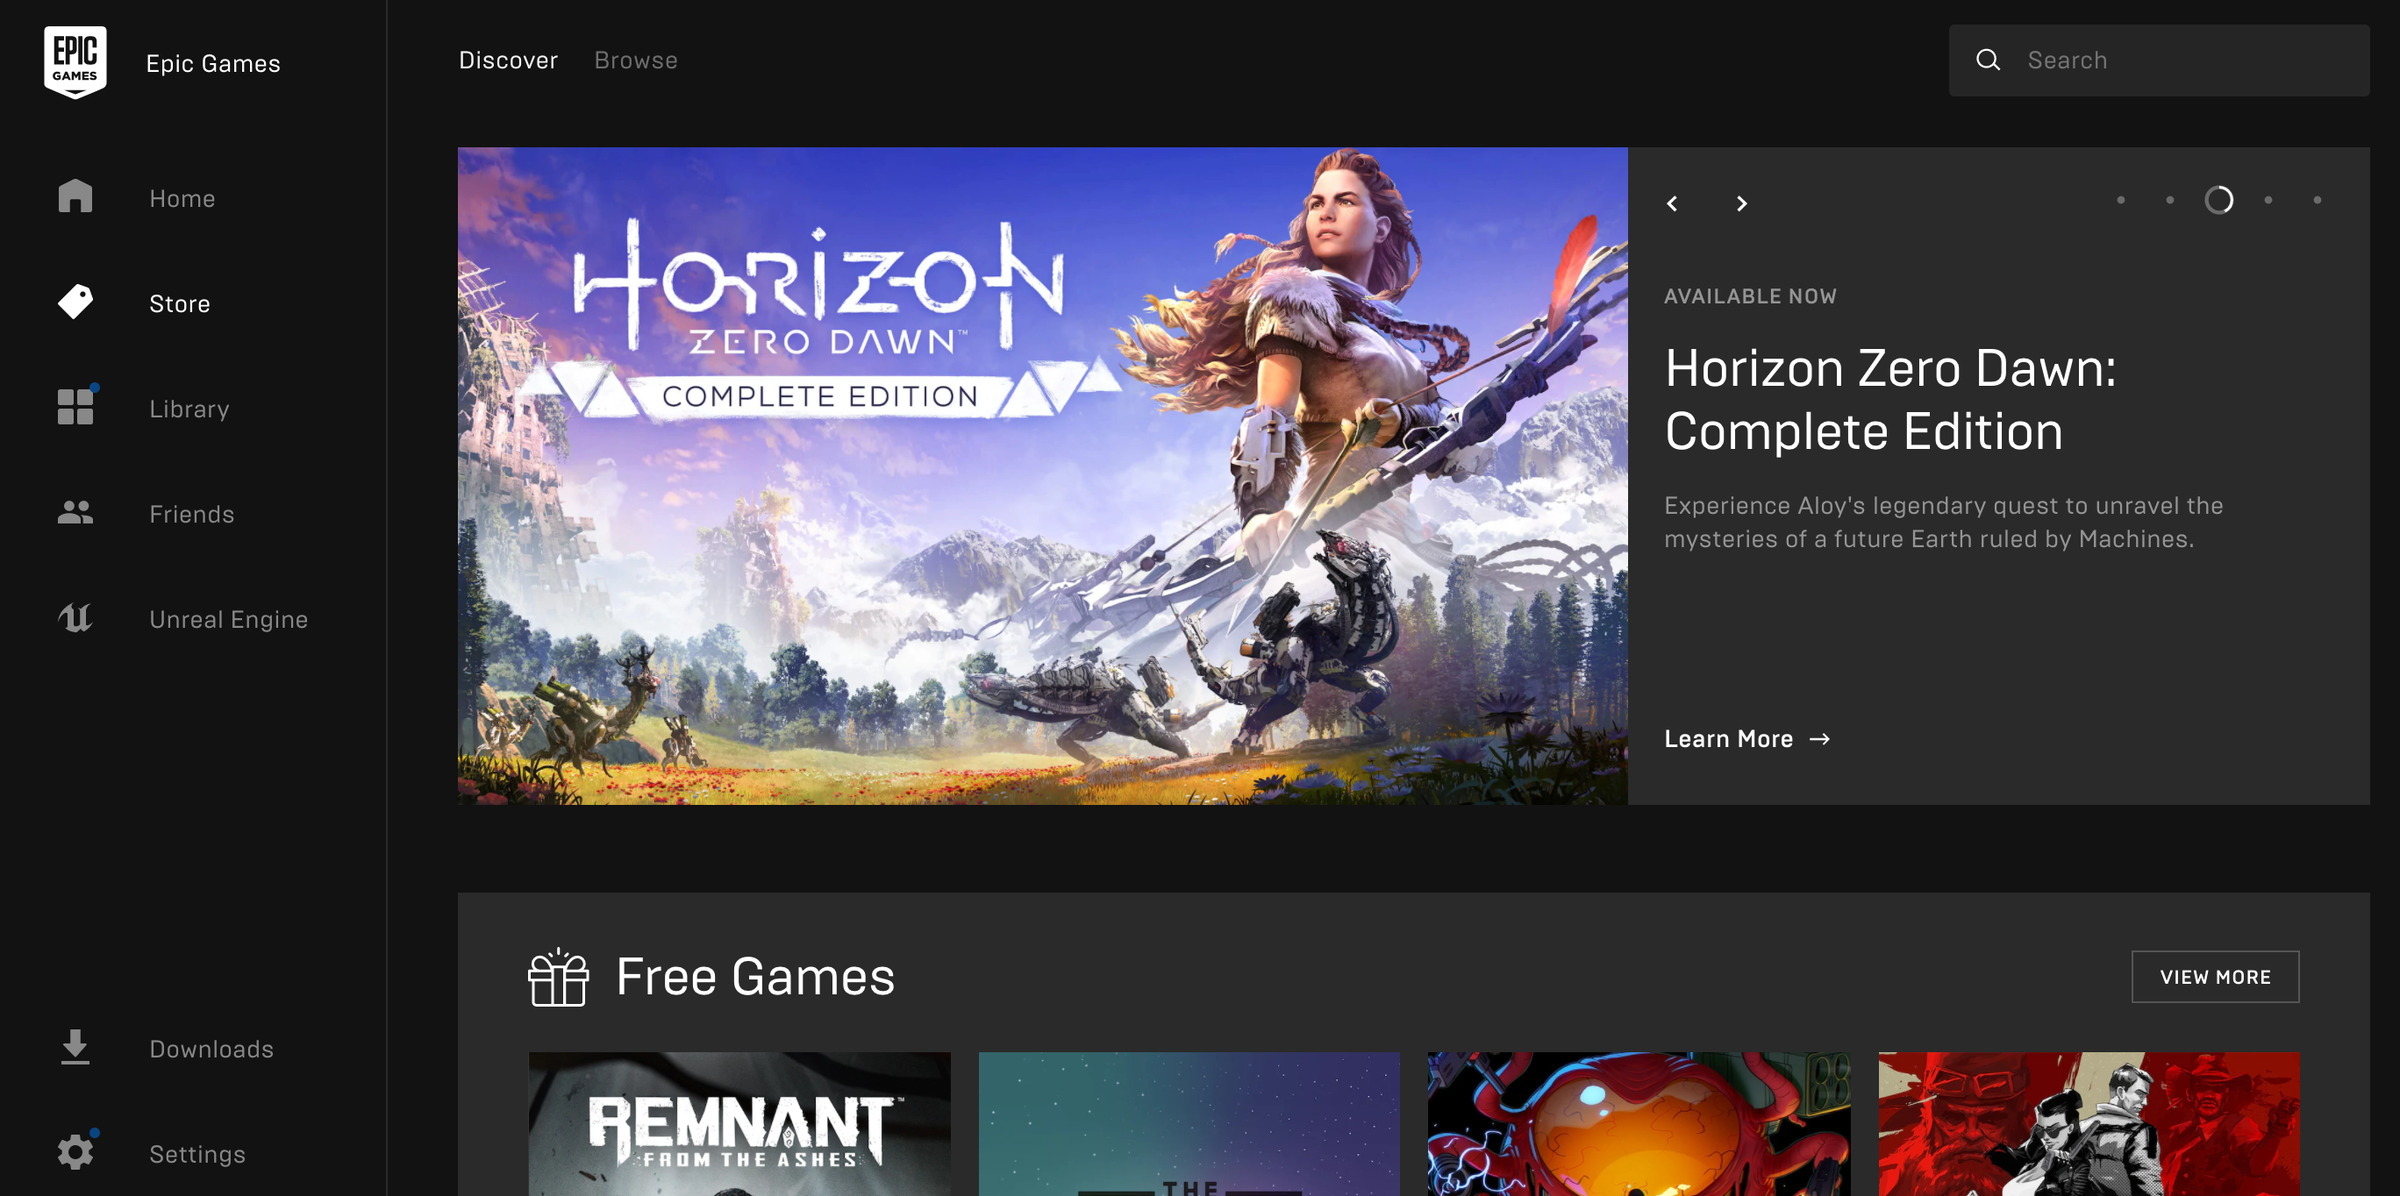 EPIC
GAMES
Epic Games
Home
Store
Library
Friends
Unreal Engine
Downloads
Settings
Discover
Browse
Search
HORIZON
ZERO DAWN™
COMPLETE EDITION
AVAILABLE NOW
Horizon Zero Dawn:
Complete Edition
Experience Aloy's legendary quest to unravel the
mysteries of a future Earth ruled by Machines.
Learn More →
Free Games
VIEW MORE
REMNANT™
FROM THE ASHES
THE